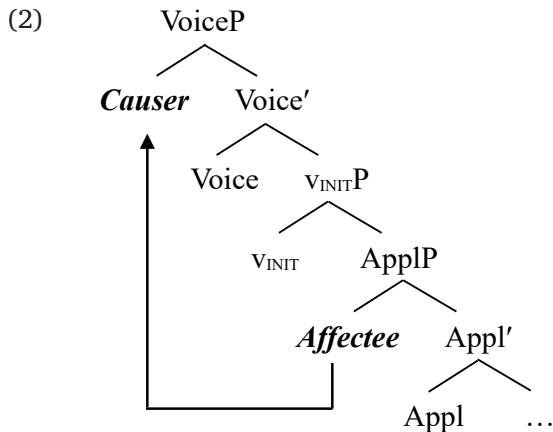 (2) VoiceP
Causer Voice′
Voice vINITP
vINIT ApplP
Affectee Appl′
Appl …